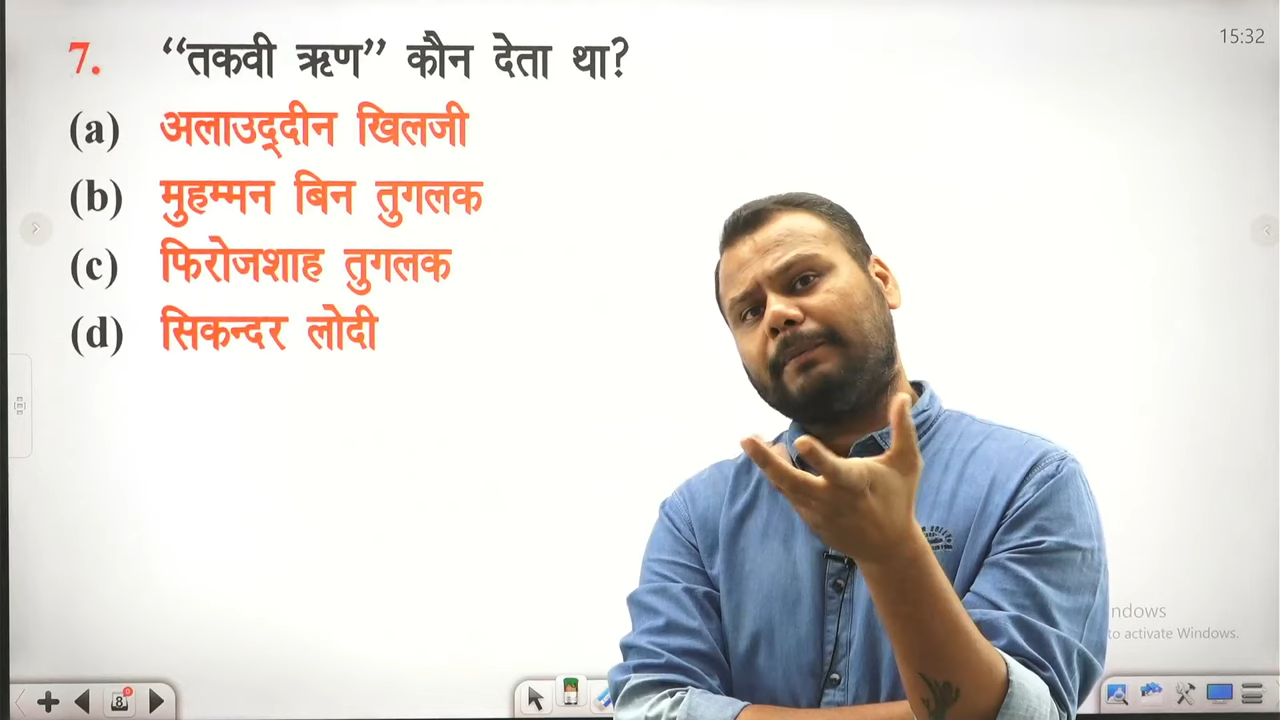 15:32
7. “तकवी ऋण” कौन देता था?
(a) अलाउद्दीन खिलजी
(b) मुहम्मन बिन तुगलक
(c) फिरोजशाह तुगलक
(d) सिकन्दर लोदी
ndows
to activate Windows.
8